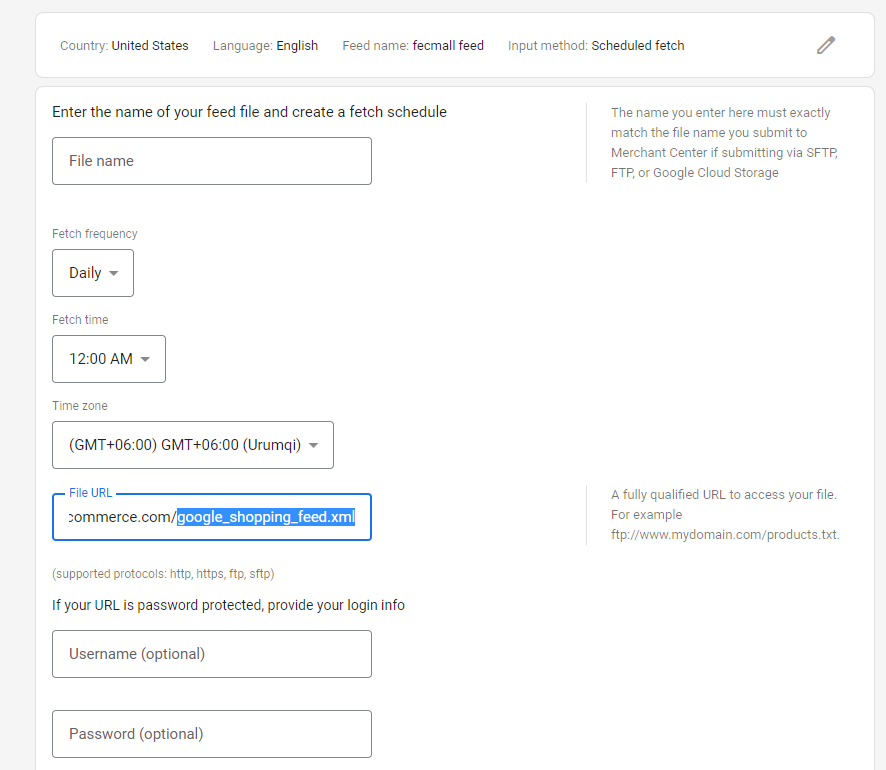 Country: United States Language: English Feed name: fecmall feed Input method: Scheduled fetch
Enter the name of your feed file and create a fetch schedule
File name
The name you enter here must exactly
match the file name you submit to
Merchant Center if submitting via SFTP,
FTP, or Google Cloud Storage
Fetch frequency
Daily
Fetch time
12:00 AM
Time zone
(GMT+06:00) GMT+06:00 (Urumqi)
File URL
commerce.com/google_shopping_feed.xml
A fully qualified URL to access your file.
For example
ftp://www.mydomain.com/products.txt.
(supported protocols: http, https, ftp, sftp)
If your URL is password protected, provide your login info
Username (optional)
Password (optional)